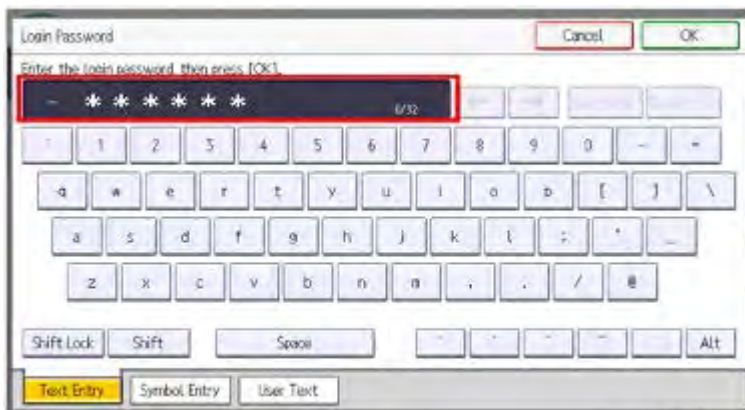 Login Password Cancel OK
Enter the login password, then press [OK].
- ****** 0/32
` 1 2 3 4 5 6 7 8 9 0 - =
q w e r t y u i o p [ ] \
a s d f g h j k l ; ' _
z x c v b n m , . / @
Shift Lock Shift Space Alt
Text Entry Symbol Entry User Text